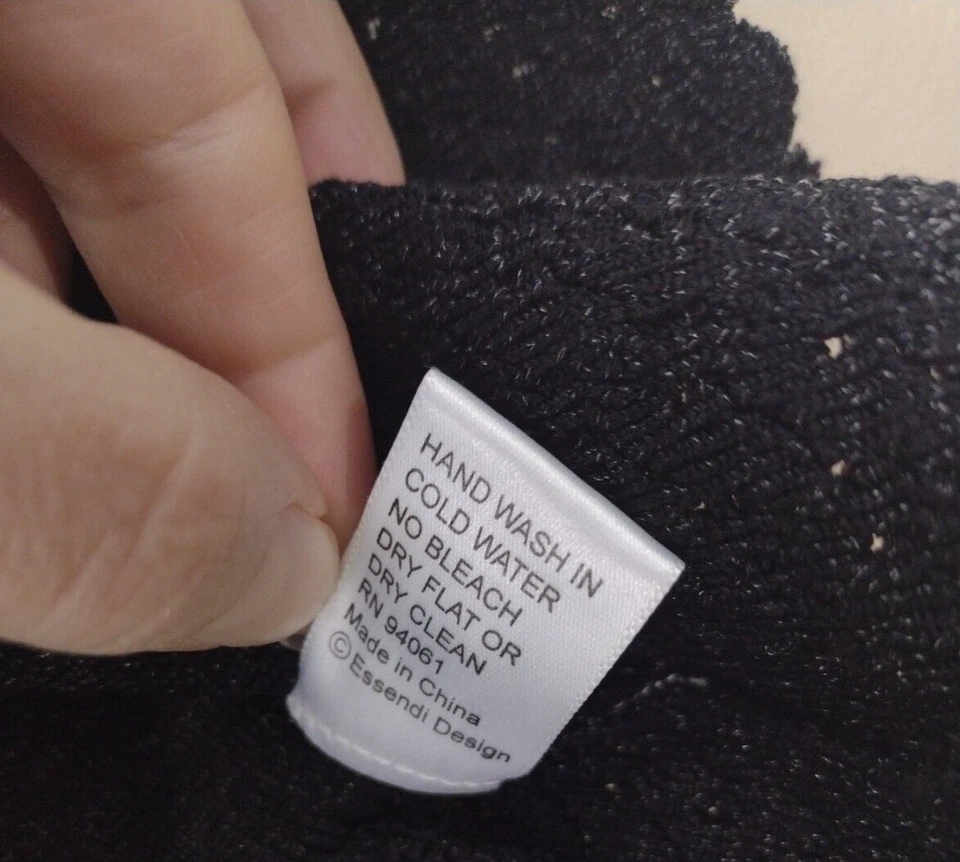 HAND WASH IN
COLD WATER
NO BLEACH
DRY FLAT OR
DRY CLEAN
RN 94061
Made in China
©Essendi Design